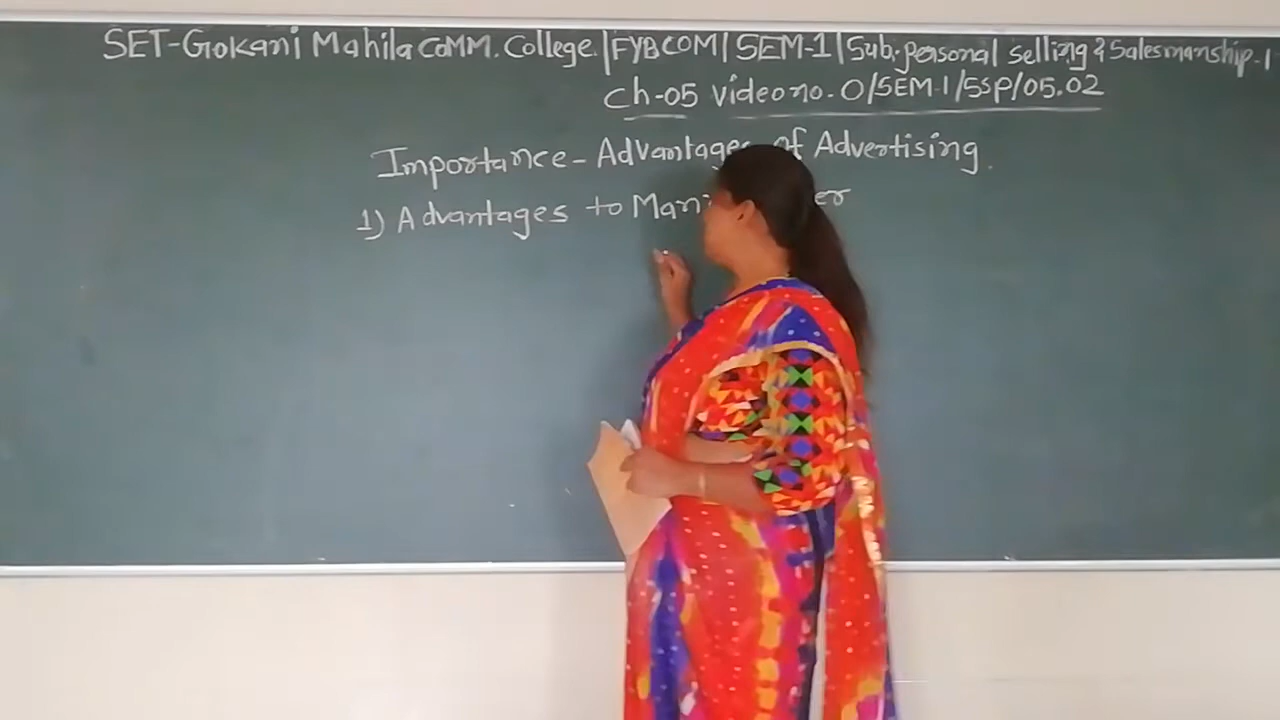 SET-Gokani Mahila COMM. College. | FYBCOM | SEM-1 | Sub: personal selling & Salesmanship-1
Ch-05 Video no. O/SEM-1/SSP/05.02
Importance - Advantages of Advertising.
1) Advantages to